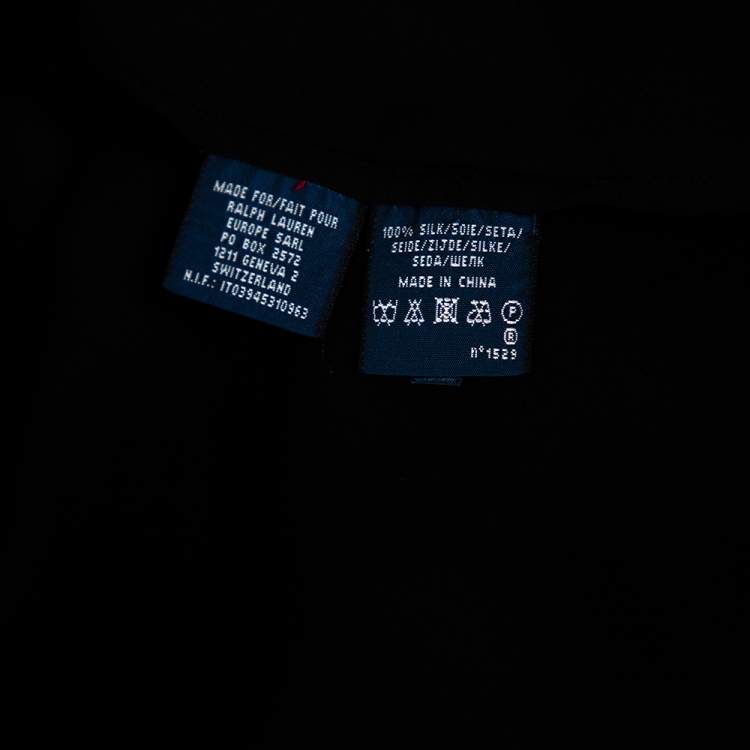 MADE FOR/FAIT POUR
RALPH LAUREN
EUROPE SARL
PO BOX 2572
1211 GENEVA 2
SWITZERLAND
N.I.F.: IT03945310963
100% SILK/SOIE/SETA/
SEIDE/ZIJDE/SILKE/
SEDA/ШЕЛК
MADE IN CHINA
P
R
n°1529